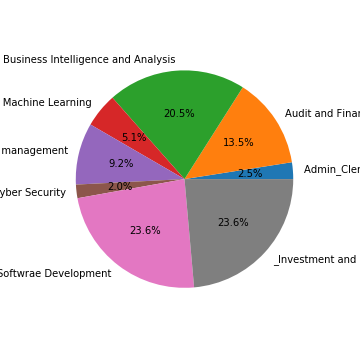 Business Intelligence and Analysis
Machine Learning
management
yber Security
Softwrae Development
_Investment and
Admin_Cler
Audit and Finan
20.5%
13.5%
5.1%
2.5%
9.2%
2.0%
23.6%
23.6%